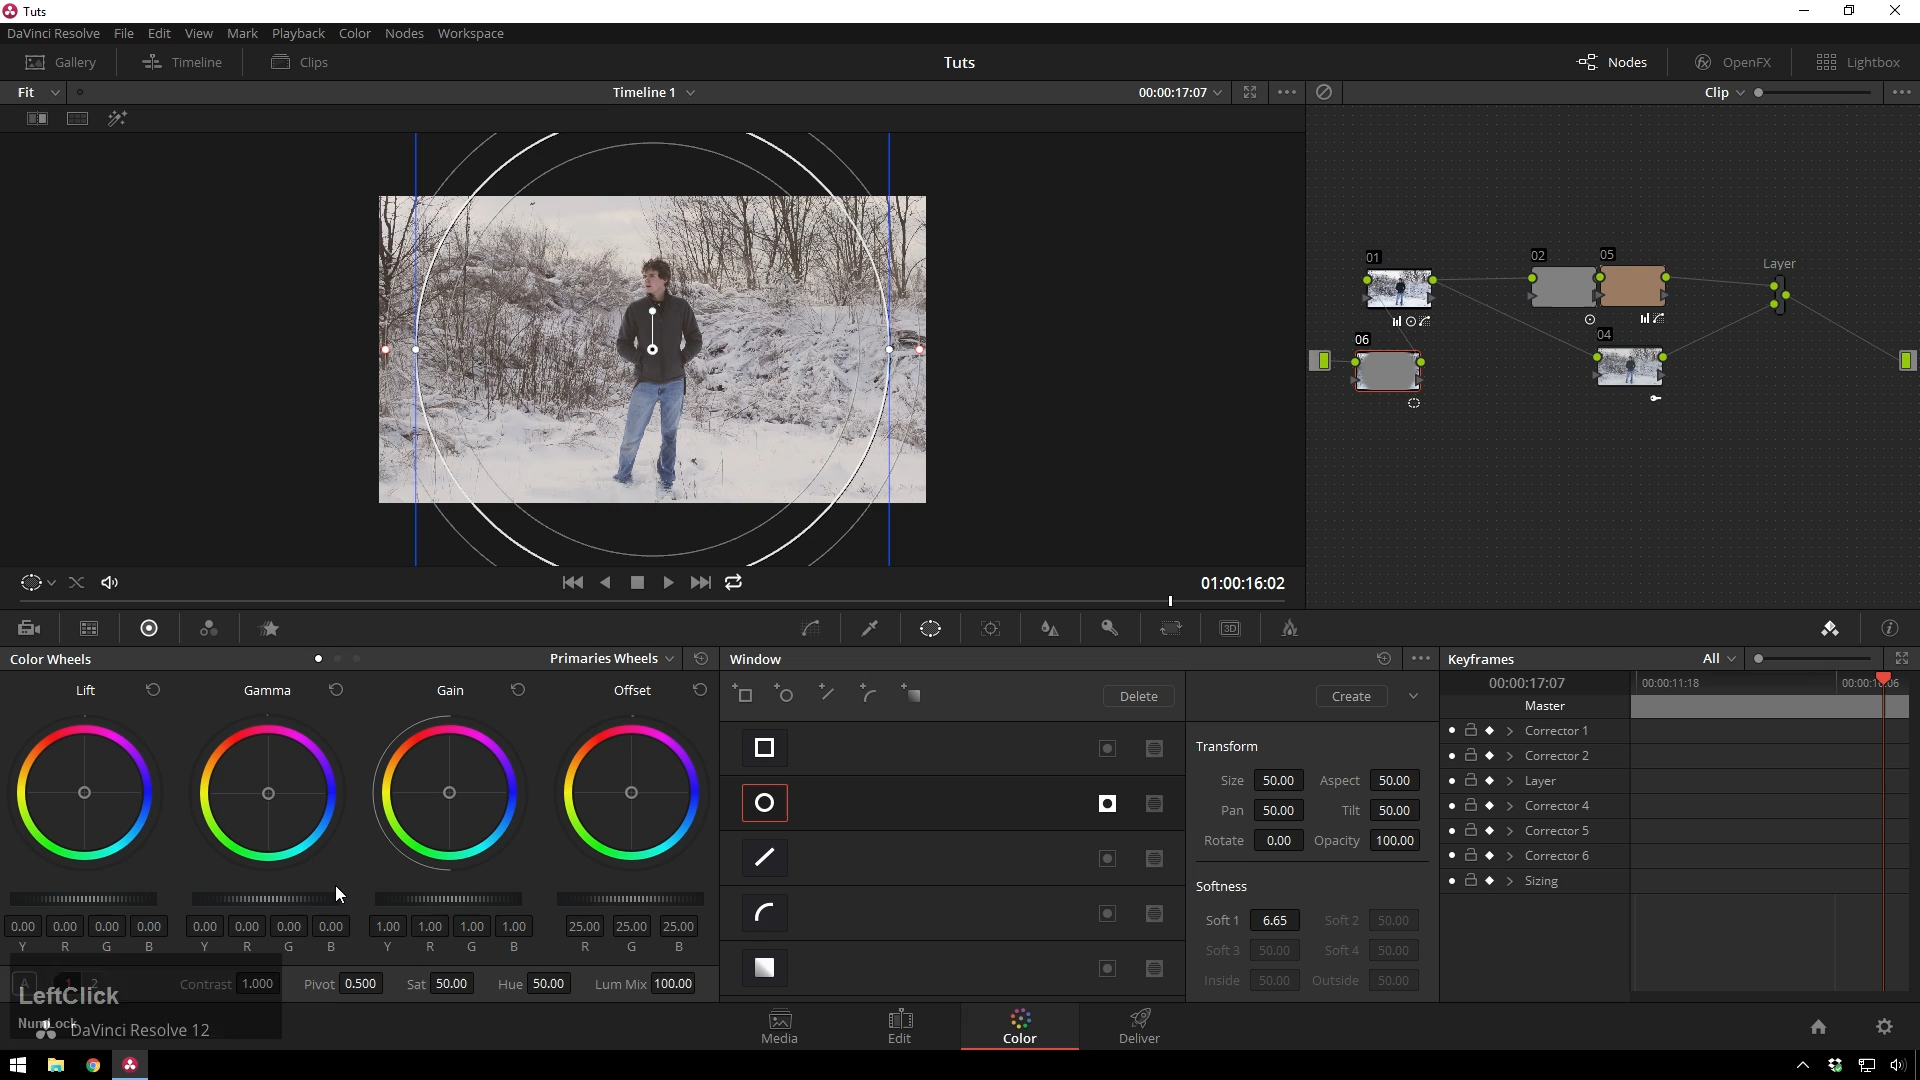 Tuts
DaVinci Resolve File Edit View Mark Playback Color Nodes Workspace
Gallery Timeline Clips Tuts Nodes OpenFX Lightbox
Fit Timeline 1 00:00:17:07 Clip
01 02 05 Layer
06 04
01:00:16:02
Color Wheels Primaries Wheels Window Keyframes All
Lift Gamma Gain Offset
Delete Create
00:00:17:07 00:00:11:18
Master
Transform
Size 50.00 Aspect 50.00
Pan 50.00 Tilt 50.00
Rotate 0.00 Opacity 100.00
Softness
Soft 1 6.65 Soft 2 50.00
Soft 3 50.00 Soft 4 50.00
Inside 50.00 Outside 50.00
Corrector 1
Corrector 2
Layer
Corrector 4
Corrector 5
Corrector 6
Sizing
0.00 0.00 0.00 0.00 0.00 0.00 0.00 0.00 1.00 1.00 1.00 1.00 25.00 25.00 25.00
Y R G B Y R G B Y R G B R G B
A 1 2 Contrast 1.000 Pivot 0.500 Sat 50.00 Hue 50.00 Lum Mix 100.00
LeftClick
NumLock
DaVinci Resolve 12
Media Edit Color Deliver
3D